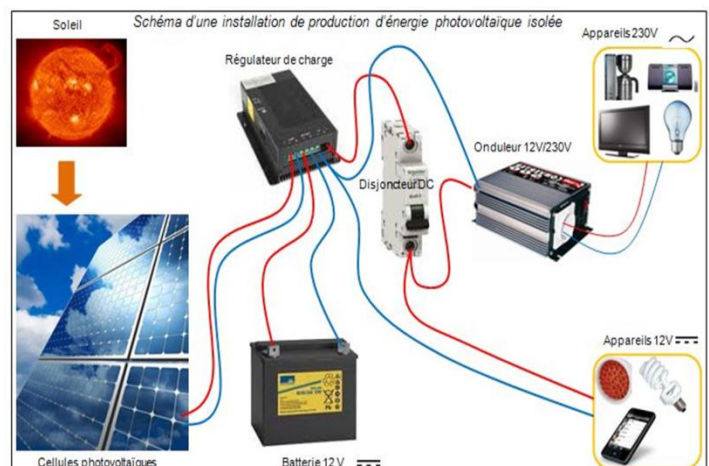 Schéma d'une installation de production d'énergie photovoltaïque isolée
Soleil
Régulateur de charge
Appareils 230V
Disjoncteur DC
Onduleur 12V/230V
Appareils 12V
Cellules photovoltaïques
Batterie 12 V